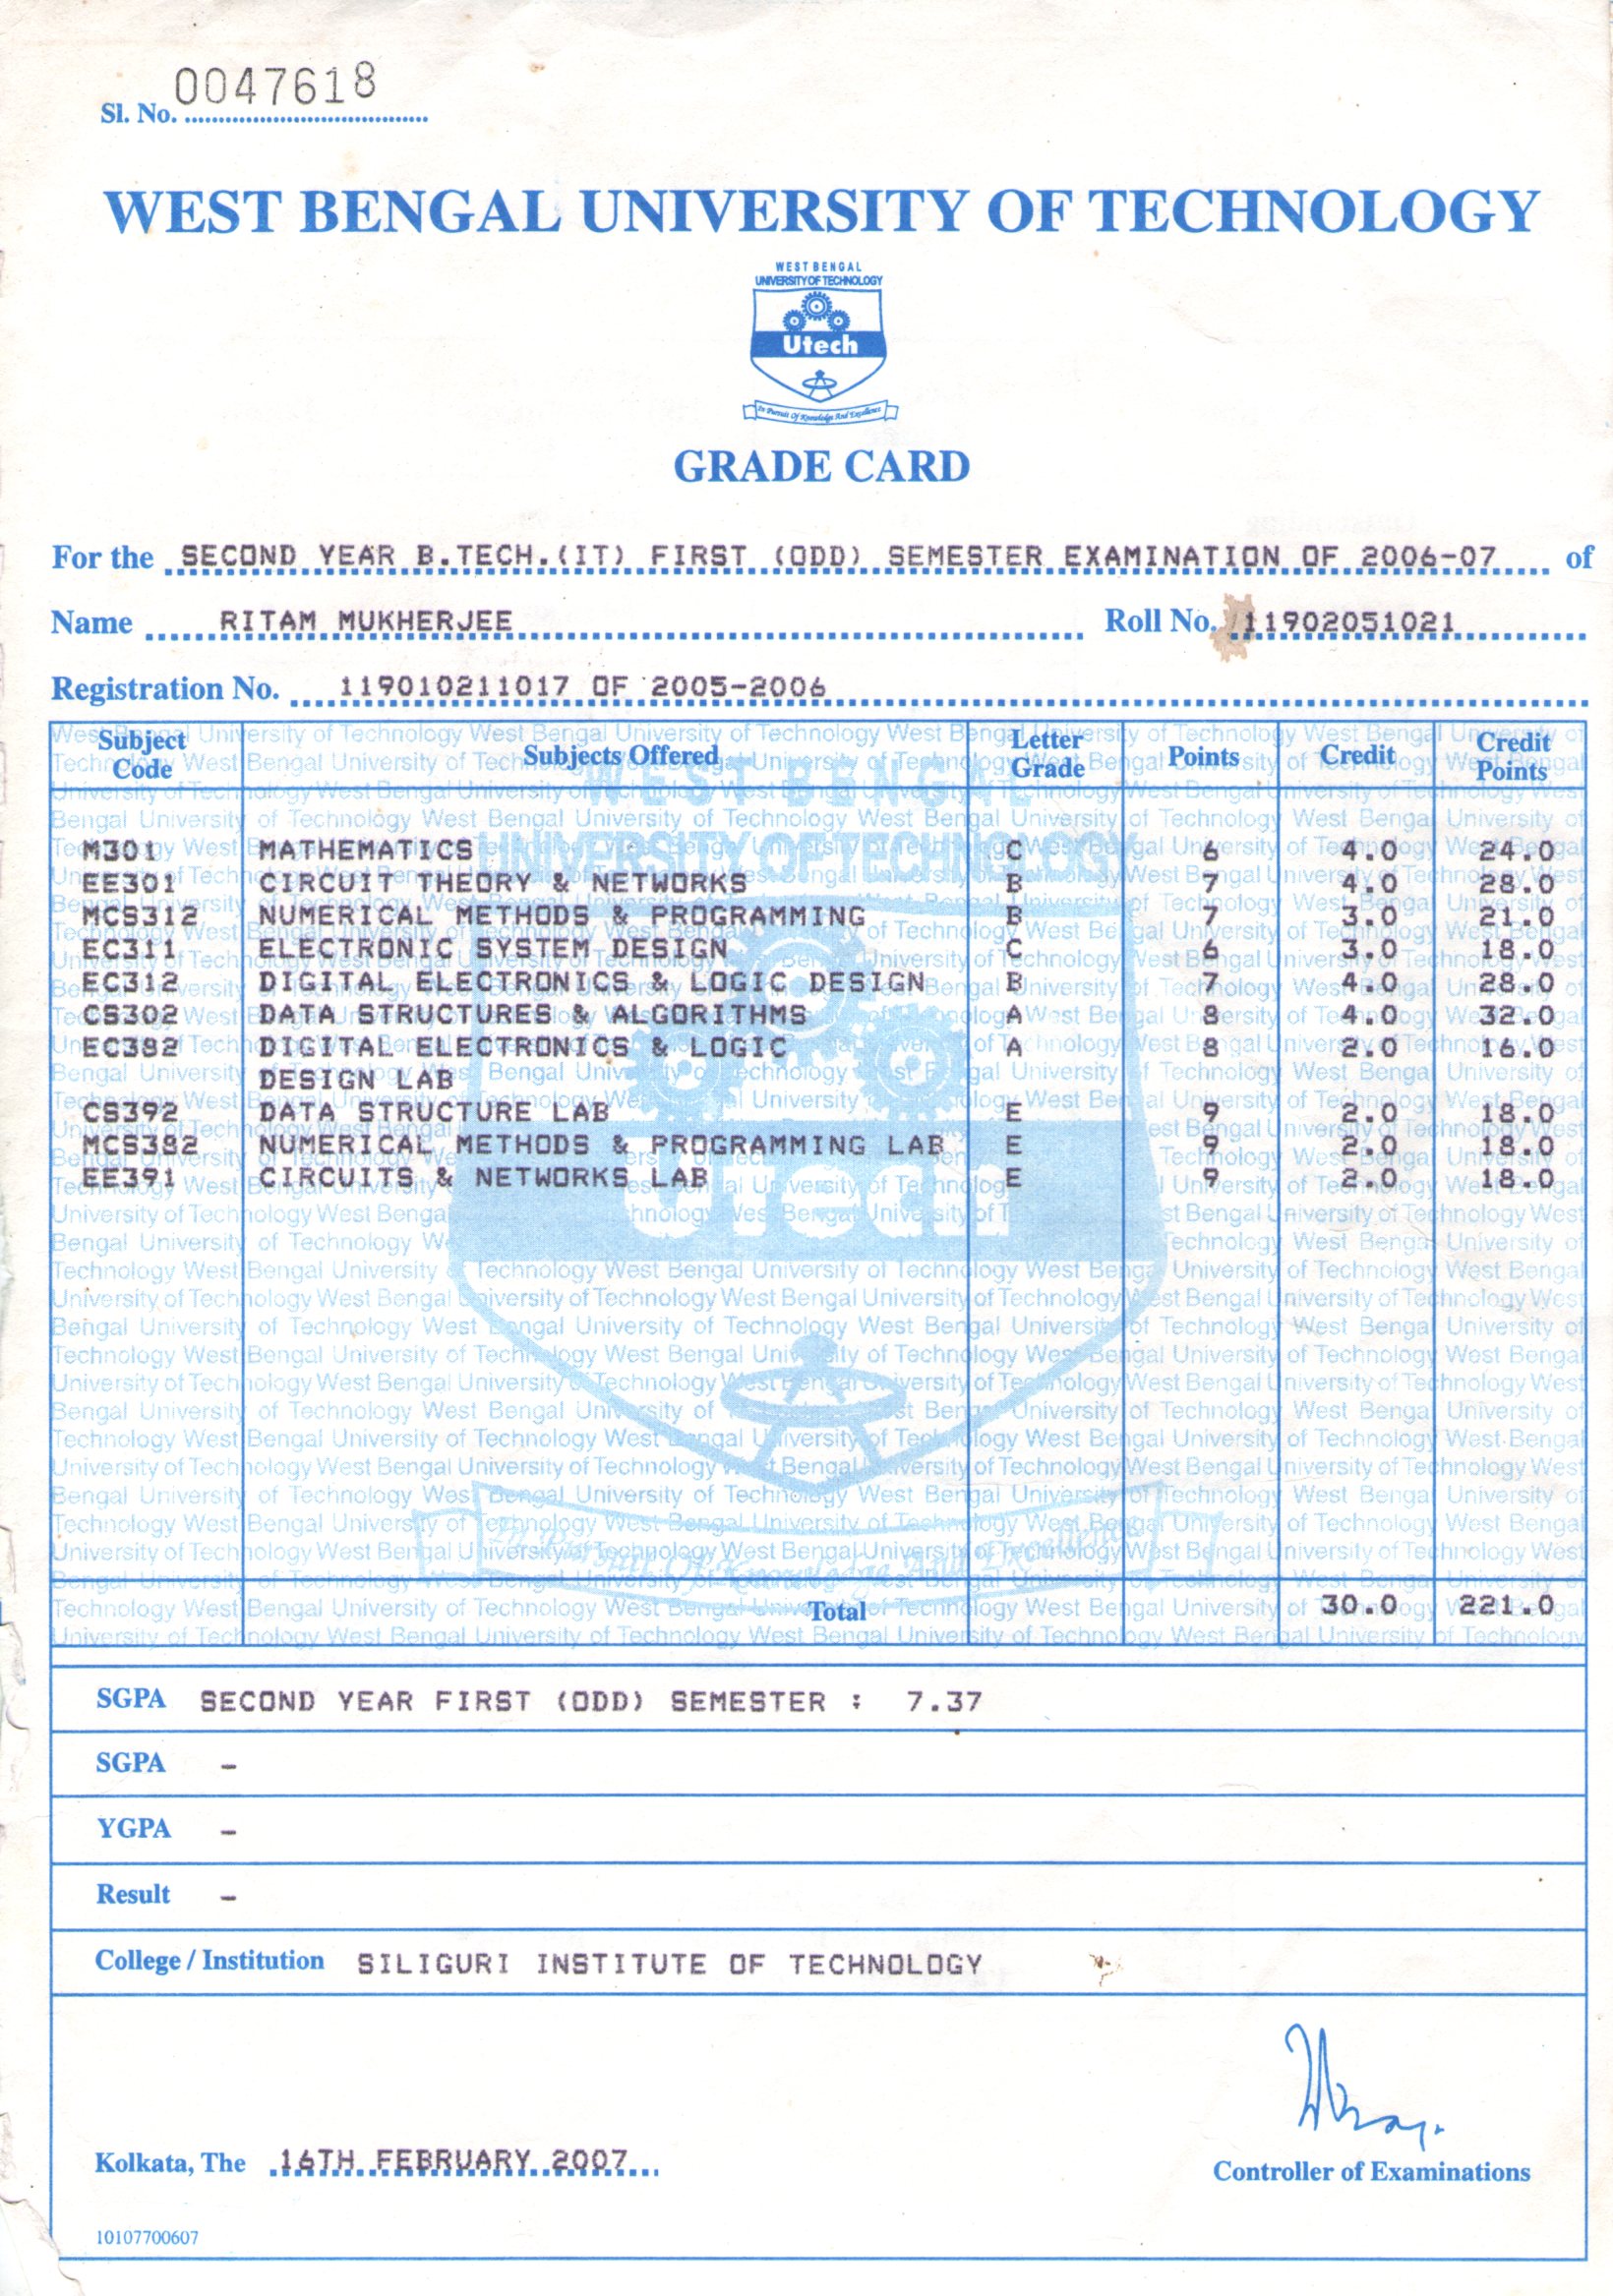 Sl. No. 0047618
WEST BENGAL UNIVERSITY OF TECHNOLOGY
WEST BENGAL
UNIVERSITY OF TECHNOLOGY
Utech
In Pursuit Of Knowledge And Excellence
GRADE CARD
For the SECOND YEAR B.TECH.(IT) FIRST (ODD) SEMESTER EXAMINATION OF 2006-07 of
Name RITAM MUKHERJEE Roll No. 11902051021
Registration No. 119010211017 OF 2005-2006
Subject Code Subjects Offered Letter Grade Points Credit Credit Points
M301 MATHEMATICS C 6 4.0 24.0
EE301 CIRCUIT THEORY & NETWORKS B 7 4.0 28.0
MCS312 NUMERICAL METHODS & PROGRAMMING B 7 3.0 21.0
EC311 ELECTRONIC SYSTEM DESIGN C 6 3.0 18.0
EC312 DIGITAL ELECTRONICS & LOGIC DESIGN B 7 4.0 28.0
CS302 DATA STRUCTURES & ALGORITHMS A 8 4.0 32.0
EC382 DIGITAL ELECTRONICS & LOGIC A 8 2.0 16.0
DESIGN LAB
CS392 DATA STRUCTURE LAB E 9 2.0 18.0
MCS382 NUMERICAL METHODS & PROGRAMMING LAB E 9 2.0 18.0
EE391 CIRCUITS & NETWORKS LAB E 9 2.0 18.0
Total 30.0 221.0
SGPA SECOND YEAR FIRST (ODD) SEMESTER : 7.37
SGPA -
YGPA -
Result -
College / Institution SILIGURI INSTITUTE OF TECHNOLOGY
Kolkata, The 16TH FEBRUARY 2007
Controller of Examinations
10107700607